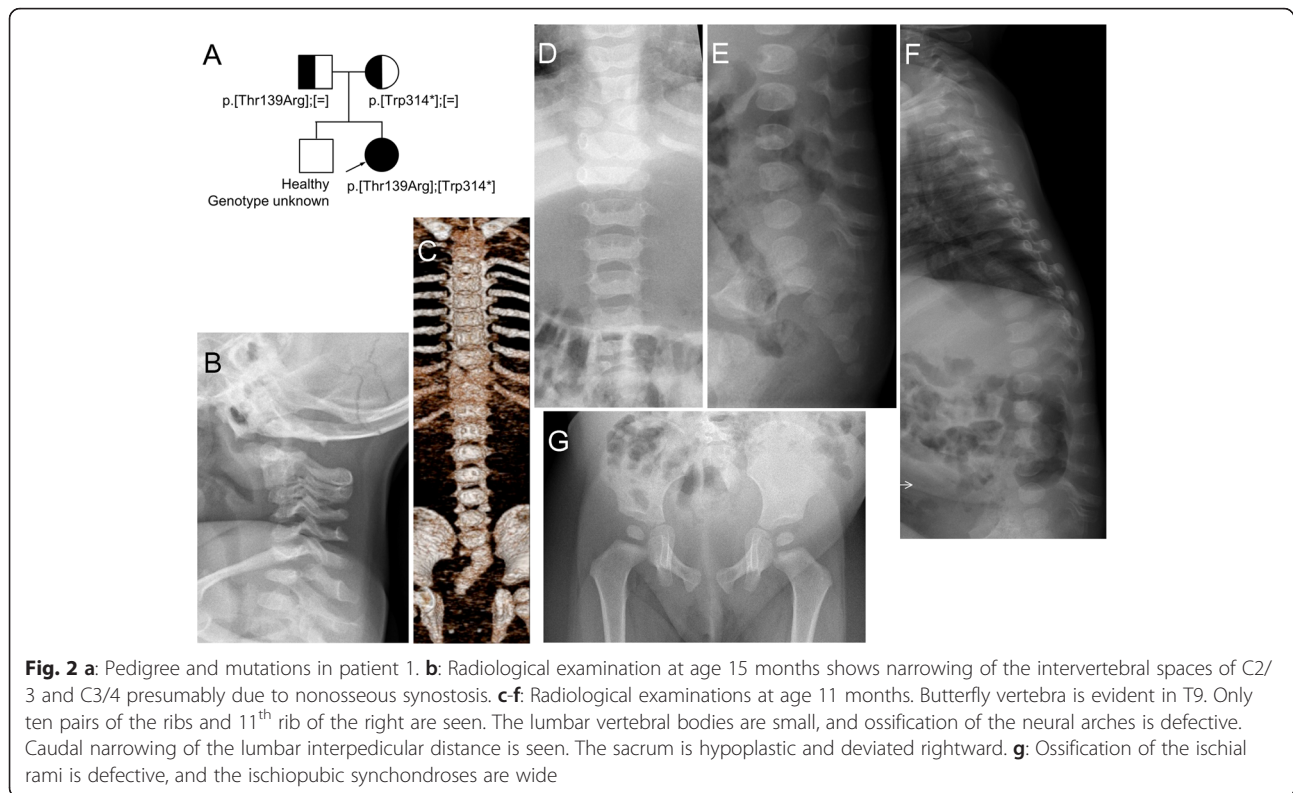 A
p.[Thr139Arg];[=]
p.[Trp314*];[=]
Healthy
Genotype unknown
p.[Thr139Arg];[Trp314*]
B
C
D
E
F
G
Fig. 2 a: Pedigree and mutations in patient 1. b: Radiological examination at age 15 months shows narrowing of the intervertebral spaces of C2/
3 and C3/4 presumably due to nonosseous synostosis. c-f: Radiological examinations at age 11 months. Butterfly vertebra is evident in T9. Only
ten pairs of the ribs and 11th rib of the right are seen. The lumbar vertebral bodies are small, and ossification of the neural arches is defective.
Caudal narrowing of the lumbar interpedicular distance is seen. The sacrum is hypoplastic and deviated rightward. g: Ossification of the ischial
rami is defective, and the ischiopubic synchondroses are wide